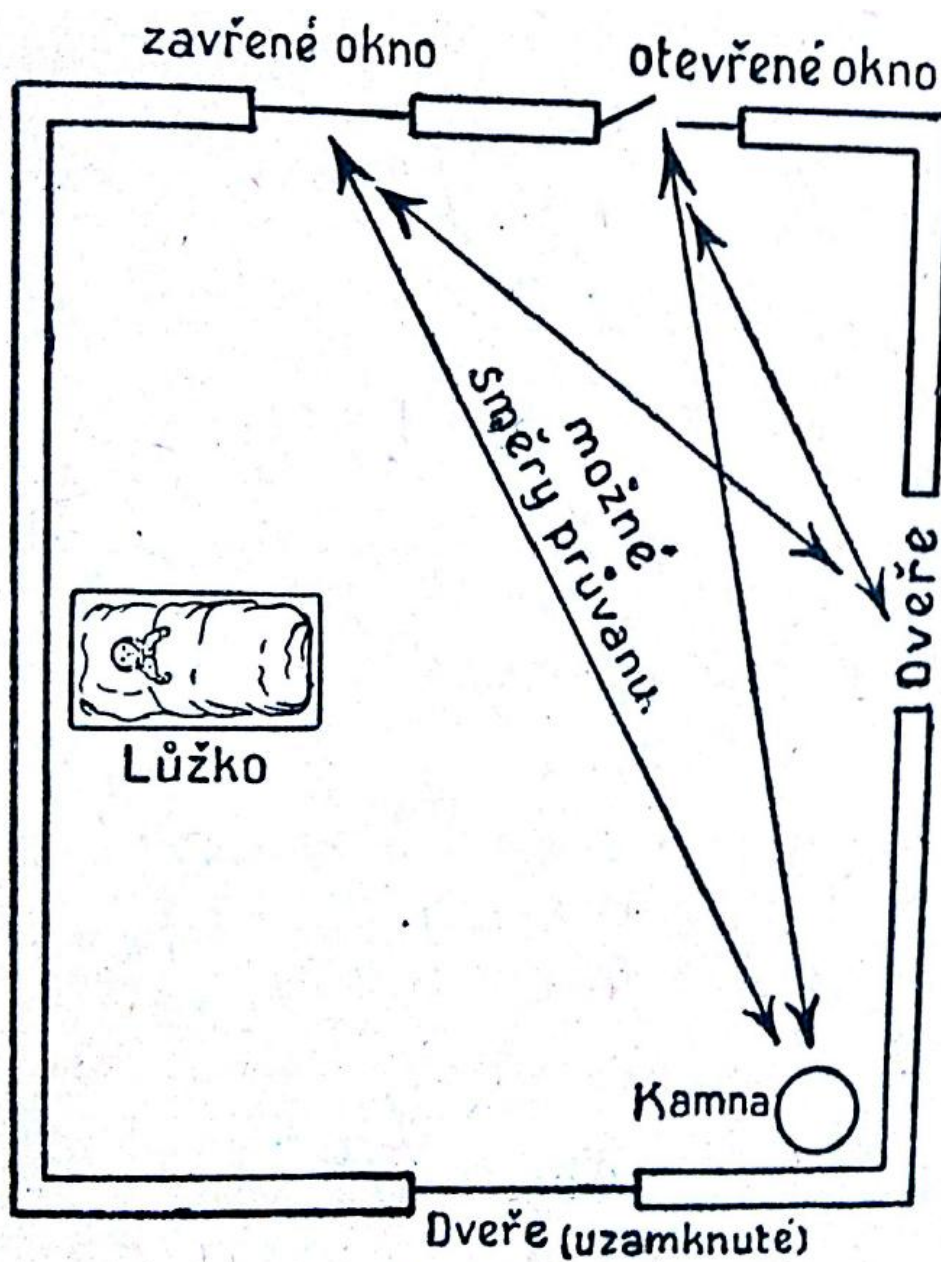 zavřené okno
otevřené okno
možné
směry průvanu
Dveře
Lůžko
Kamna
Dveře (uzamknuté)